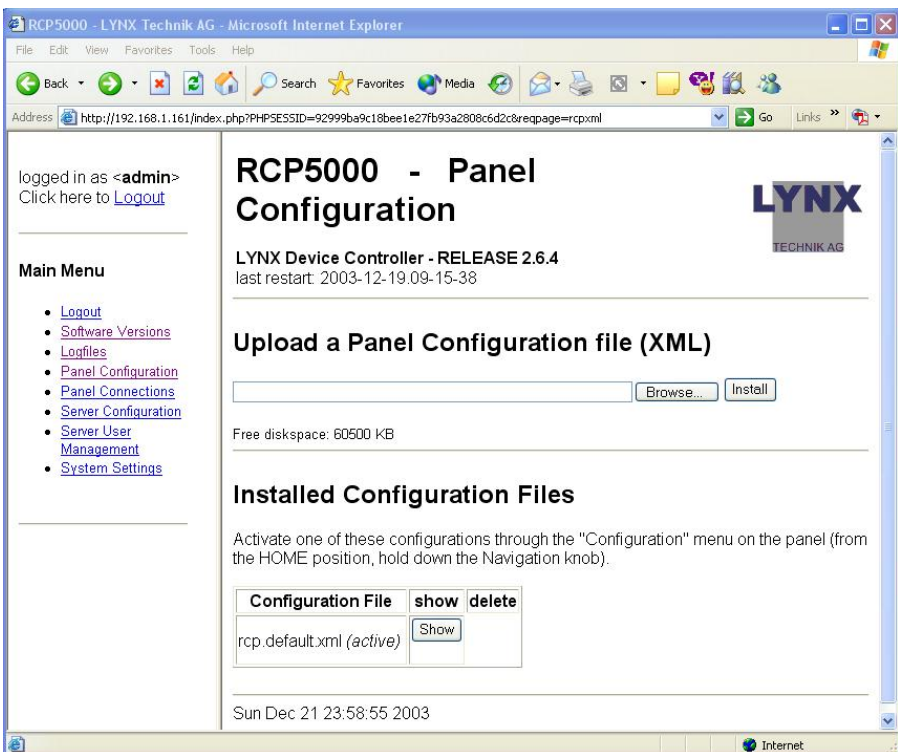 RCP5000 - LYNX Technik AG - Microsoft Internet Explorer
File Edit View Favorites Tools Help
Back Search Favorites Media
Address http://192.168.1.161/index.php?PHPSESSID=92999ba9c18bee1e27fb93a2808c6d2c&reqpage=rcpxml Go Links »
logged in as <admin>
Click here to Logout
Main Menu
• Logout
• Software Versions
• Logfiles
• Panel Configuration
• Panel Connections
• Server Configuration
• Server User
Management
• System Settings
RCP5000 - Panel
Configuration
LYNX
TECHNIK AG
LYNX Device Controller - RELEASE 2.6.4
last restart: 2003-12-19.09-15-38
Upload a Panel Configuration file (XML)
Browse... Install
Free diskspace: 60500 KB
Installed Configuration Files
Activate one of these configurations through the "Configuration" menu on the panel (from
the HOME position, hold down the Navigation knob).
Configuration File show delete
rcp.default.xml (active) Show
Sun Dec 21 23:58:55 2003
Internet